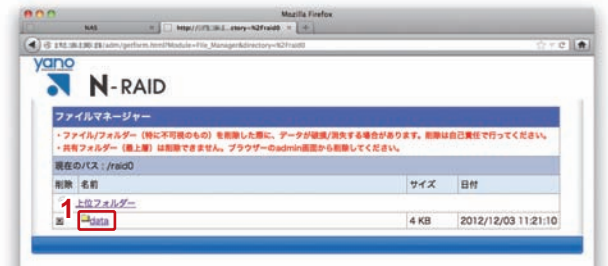 Mozilla Firefox
NAS
yano
N-RAID
ファイルマネージャー
・ファイル/フォルダー（特に不可視のもの）を削除した際に、データが破損/消失する場合があります。削除は自己責任で行ってください。
・共有フォルダー（最上層）は削除できません。ブラウザーのadmin画面から削除してください。
現在のパス : /raid0
削除 名前 サイズ 日付
上位フォルダー
1
data 4 KB 2012/12/03 11:21:10